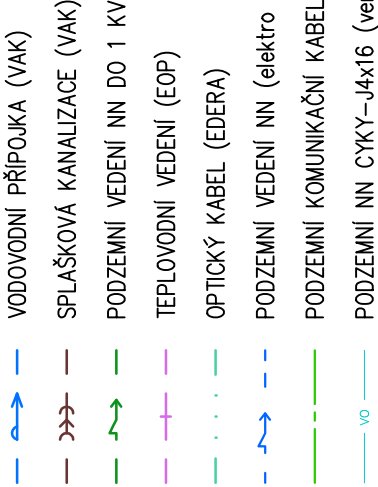 VODOVODNÍ PŘÍPOJKA (VAK)
SPLAŠKOVÁ KANALIZACE (VAK)
PODZEMNÍ VEDENÍ NN DO 1 KV
TEPLOVODNÍ VEDENÍ (EOP)
OPTICKÝ KABEL (EDERA)
PODZEMNÍ VEDENÍ NN (elektro
PODZEMNÍ KOMUNIKAČNÍ KABEL
PODZEMNÍ NN CYKY-J4x16
VO